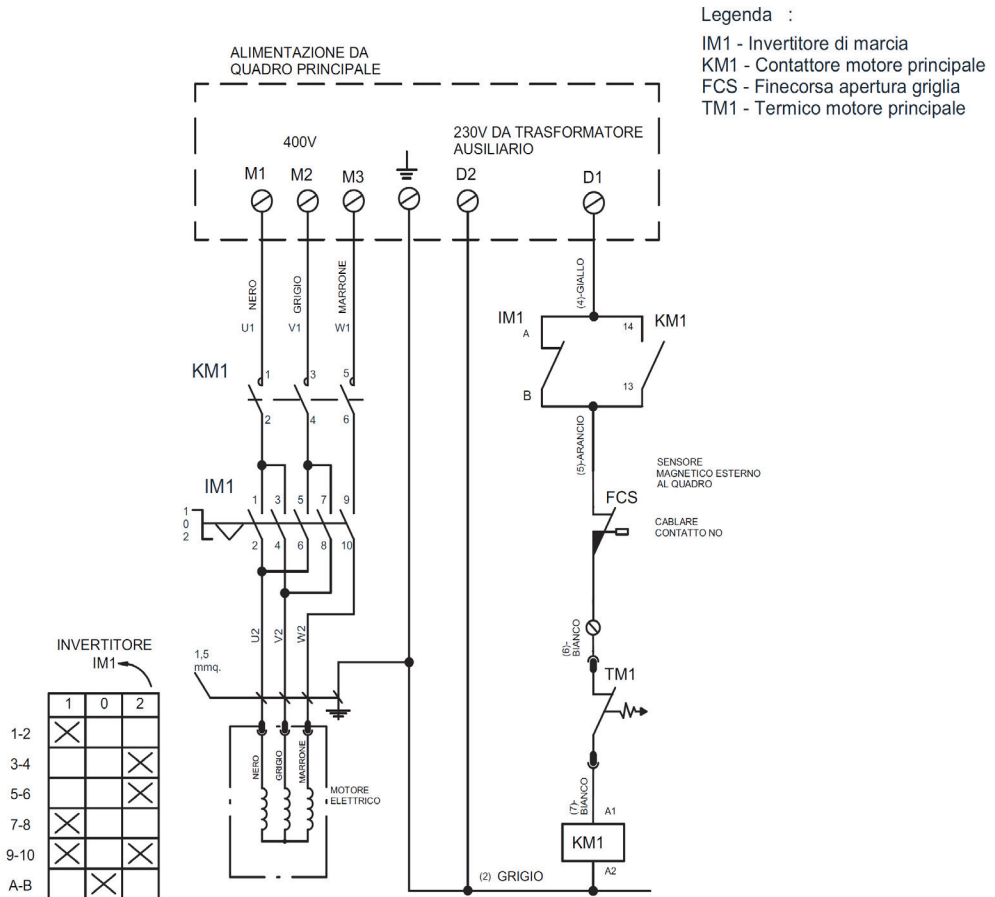 Legenda :
IM1 - Invertitore di marcia
KM1 - Contattore motore principale
FCS - Finecorsa apertura griglia
TM1 - Termico motore principale
ALIMENTAZIONE DA
QUADRO PRINCIPALE
400V
230V DA TRASFORMATORE
AUSILIARIO
M1 M2 M3 D2 D1
NERO GRIGIO MARRONE (4)-GIALLO
U1 V1 W1
IM1 A 14 KM1
B 13
KM1 1 3 5
2 4 6
(5)-ARANCIO
SENSORE
MAGNETICO ESTERNO
AL QUADRO
FCS
CABLARE
CONTATTO NO
IM1 1 3 5 7 9
1
0
2
2 4 6 8 10
U2 V2 W2
(6)-
BIANCO
TM1
1,5
mmq.
INVERTITORE
IM1
1 0 2
1-2
3-4
5-6
7-8
9-10
A-B
NERO GRIGIO MARRONE
MOTORE
ELETTRICO
(7)-
BIANCO
A1
KM1
A2
(2) GRIGIO